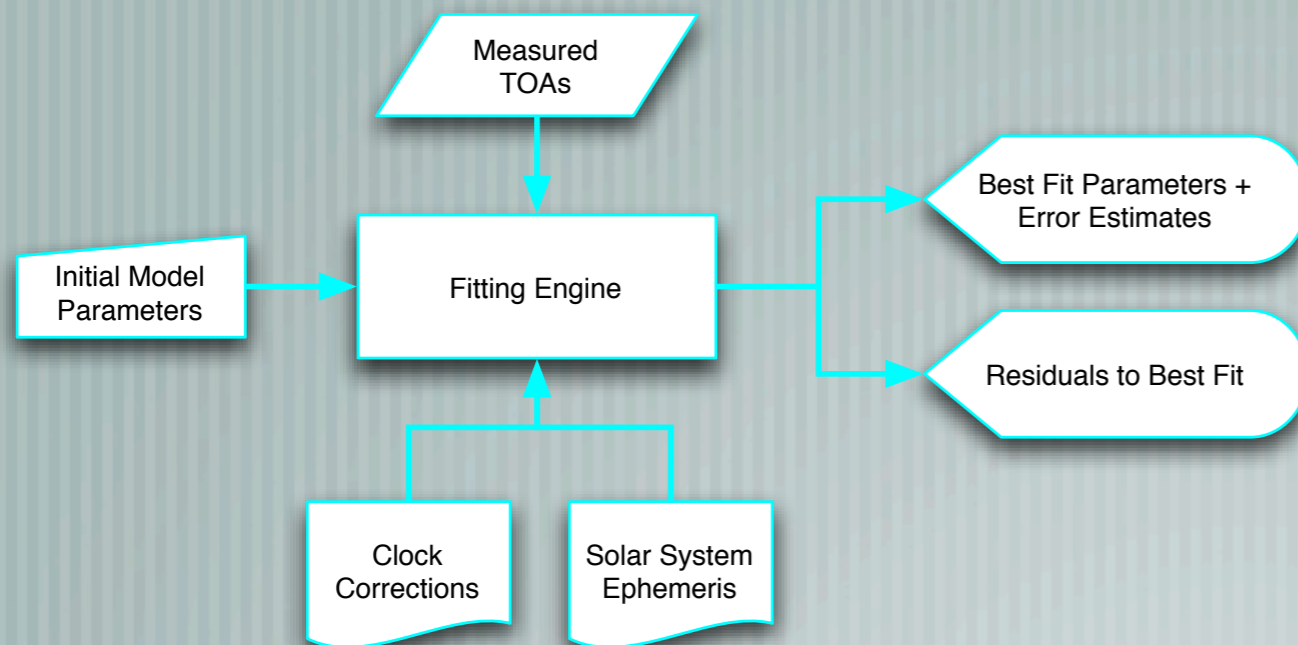 Measured
TOAs
Initial Model
Parameters
Fitting Engine
Best Fit Parameters +
Error Estimates
Residuals to Best Fit
Clock
Corrections
Solar System
Ephemeris